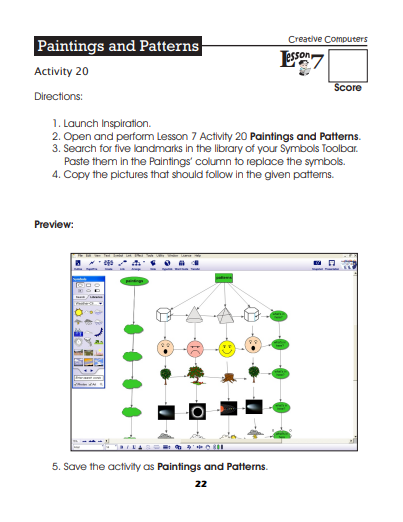 Creative Computers
Paintings and Patterns
Lesson 7
Activity 20
Score
Directions:
1. Launch Inspiration.
2. Open and perform Lesson 7 Activity 20 Paintings and Patterns.
3. Search for five landmarks in the library of your Symbols Toolbar.
Paste them in the Paintings' column to replace the symbols.
4. Copy the pictures that should follow in the given patterns.
Preview:
paintings
patterns
5. Save the activity as Paintings and Patterns.
22